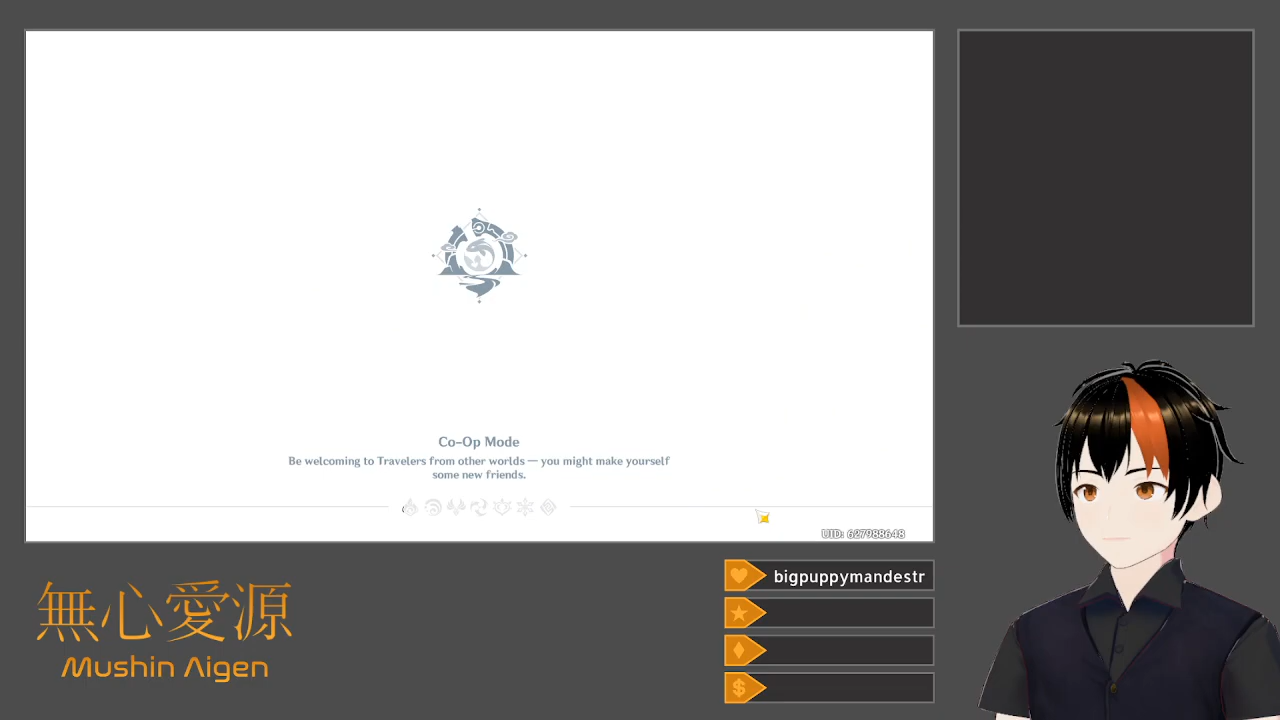 Co-Op Mode
Be welcoming to Travelers from other worlds — you might make yourself
some new friends.
UID: 627988648
bigpuppymandestr
無心愛源
Mushin Aigen